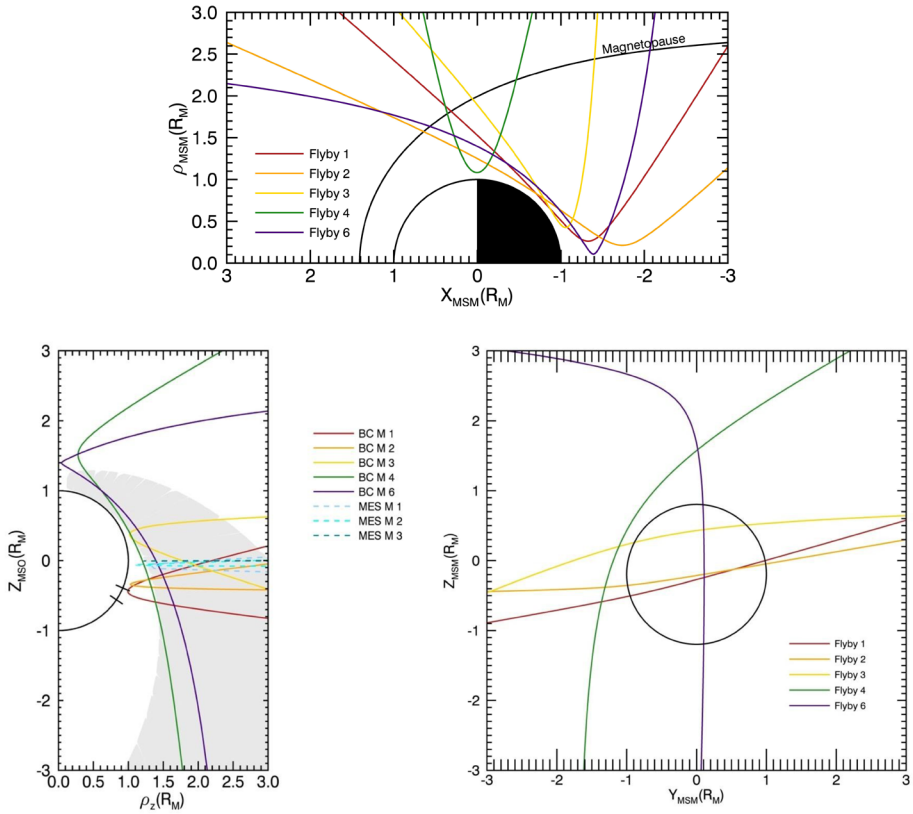 3.0
2.5
2.0
1.5
1.0
0.5
0.0
ρMSM(RM)
Magnetopause
Flyby 1
Flyby 2
Flyby 3
Flyby 4
Flyby 6
3 2 1 0 -1 -2 -3
XMSM(RM)
3
2
1
0
-1
-2
-3
ZMSO(RM)
0.0 0.5 1.0 1.5 2.0 2.5 3.0
ρz(RM)
BC M 1
BC M 2
BC M 3
BC M 4
BC M 6
MES M 1
MES M 2
MES M 3
3
2
1
0
-1
-2
-3
ZMSM(RM)
Flyby 1
Flyby 2
Flyby 3
Flyby 4
Flyby 6
-3 -2 -1 0 1 2 3
YMSM(RM)